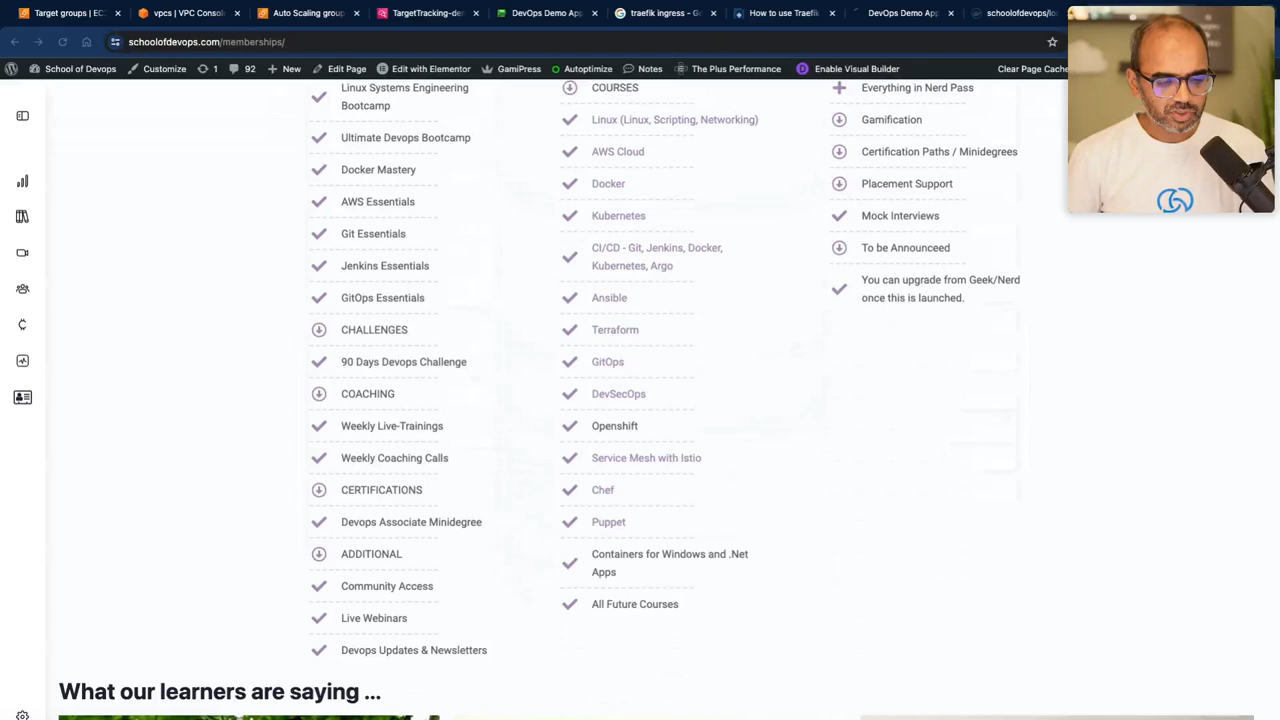 Target groups | EC
vpcs | VPC Consol
Auto Scaling group
TargetTracking-der
DevOps Demo App
traefik ingress - Go
How to use Traefik
DevOps Demo App
schoolofdevops/loa
schoolofdevops.com/memberships/
School of Devops
Customize
1
92
New
Edit Page
Edit with Elementor
GamiPress
Autoptimize
Notes
The Plus Performance
Enable Visual Builder
Clear Page Cache
Linux Systems Engineering
Bootcamp
Ultimate Devops Bootcamp
Docker Mastery
AWS Essentials
Git Essentials
Jenkins Essentials
GitOps Essentials
CHALLENGES
90 Days Devops Challenge
COACHING
Weekly Live-Trainings
Weekly Coaching Calls
CERTIFICATIONS
Devops Associate Minidegree
ADDITIONAL
Community Access
Live Webinars
Devops Updates & Newsletters
COURSES
Linux (Linux, Scripting, Networking)
AWS Cloud
Docker
Kubernetes
CI/CD - Git, Jenkins, Docker,
Kubernetes, Argo
Ansible
Terraform
GitOps
DevSecOps
Openshift
Service Mesh with Istio
Chef
Puppet
Containers for Windows and .Net
Apps
All Future Courses
Everything in Nerd Pass
Gamification
Certification Paths / Minidegrees
Placement Support
Mock Interviews
To be Announceed
You can upgrade from Geek/Nerd
once this is launched.
What our learners are saying ...